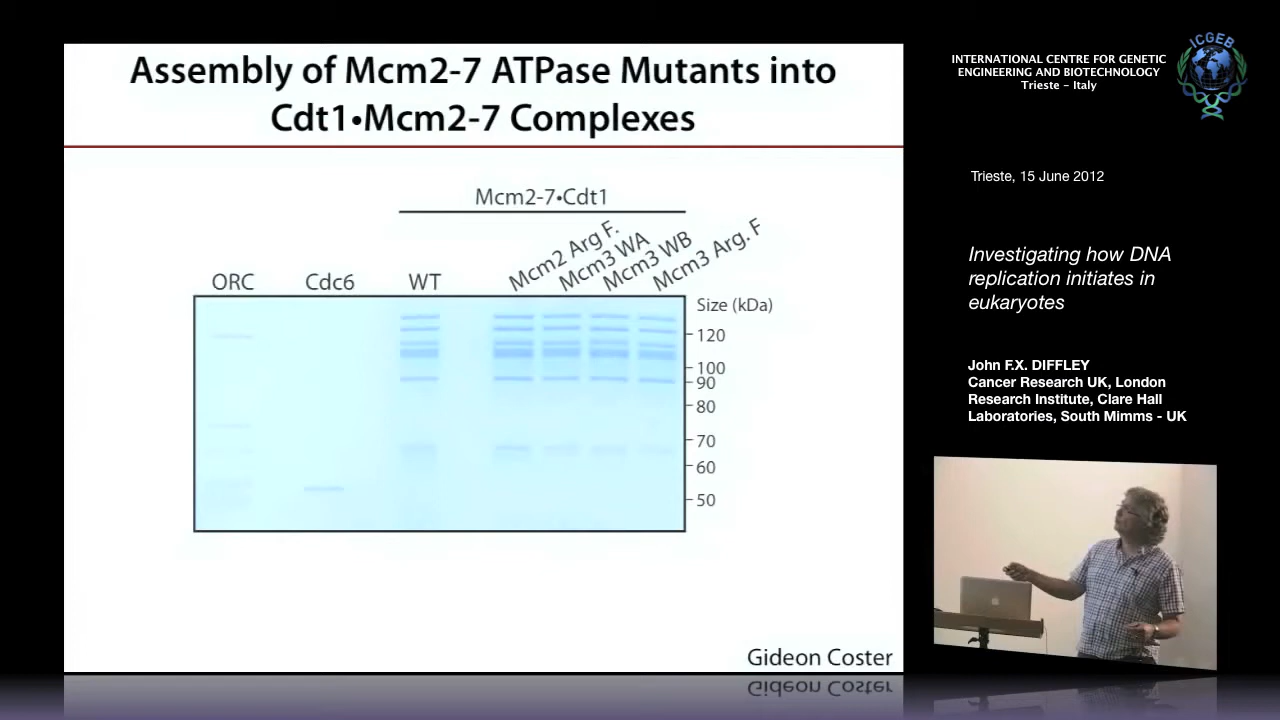 Assembly of Mcm2-7 ATPase Mutants into
Cdt1•Mcm2-7 Complexes
Mcm2-7•Cdt1
ORC
Cdc6
WT
Mcm2 Arg F.
Mcm3 WA
Mcm3 WB
Mcm3 Arg. F
Size (kDa)
120
100
90
80
70
60
50
Gideon Coster
INTERNATIONAL CENTRE FOR GENETIC
ENGINEERING AND BIOTECHNOLOGY
Trieste - Italy
ICGEB
Trieste, 15 June 2012
Investigating how DNA
replication initiates in
eukaryotes
John F.X. DIFFLEY
Cancer Research UK, London
Research Institute, Clare Hall
Laboratories, South Mimms - UK